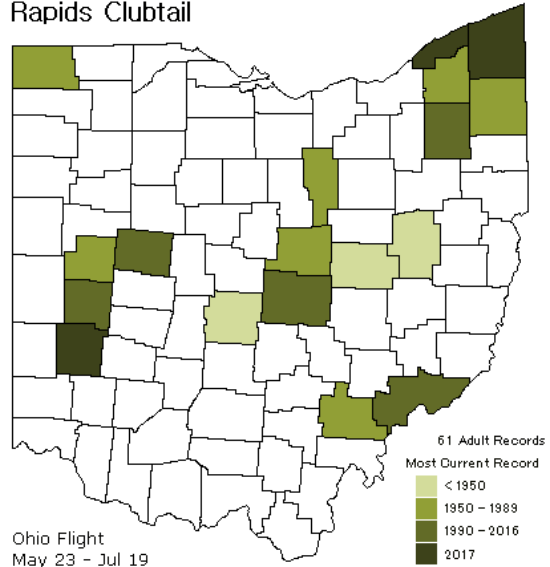 Rapids Clubtail
61 Adult Records
Most Current Record
< 1950
1950 - 1989
1990 - 2016
2017
Ohio Flight
May 23 - Jul 19